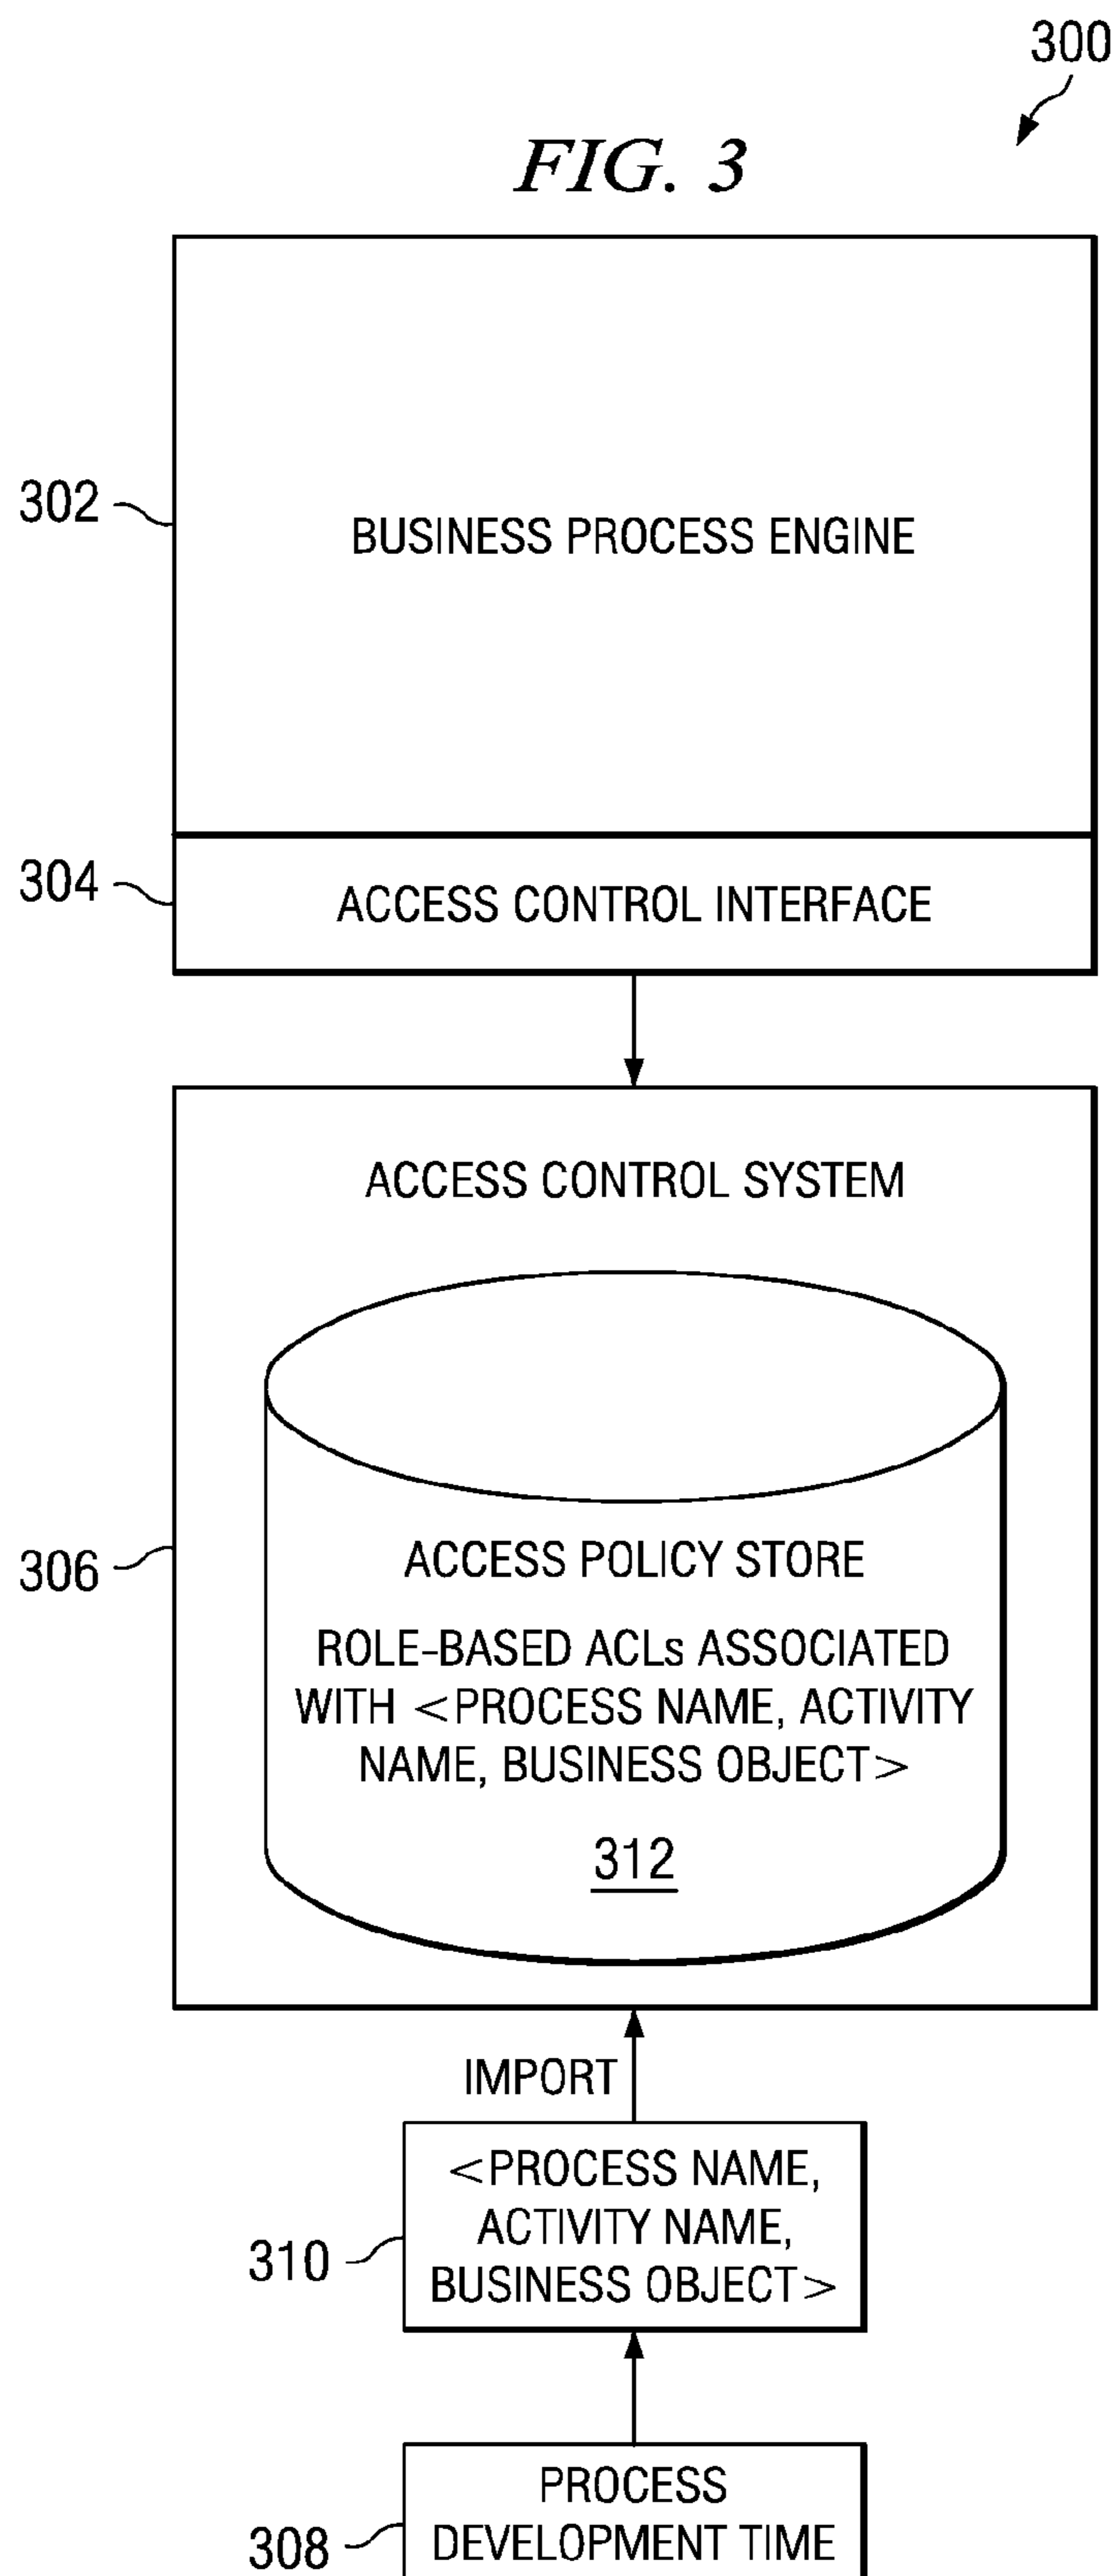 300
FIG. 3
302
BUSINESS PROCESS ENGINE
304
ACCESS CONTROL INTERFACE
ACCESS CONTROL SYSTEM
306
ACCESS POLICY STORE
ROLE-BASED ACLs ASSOCIATED
WITH <PROCESS NAME, ACTIVITY
NAME, BUSINESS OBJECT>
312
IMPORT
310
<PROCESS NAME,
ACTIVITY NAME,
BUSINESS OBJECT>
308
PROCESS
DEVELOPMENT TIME